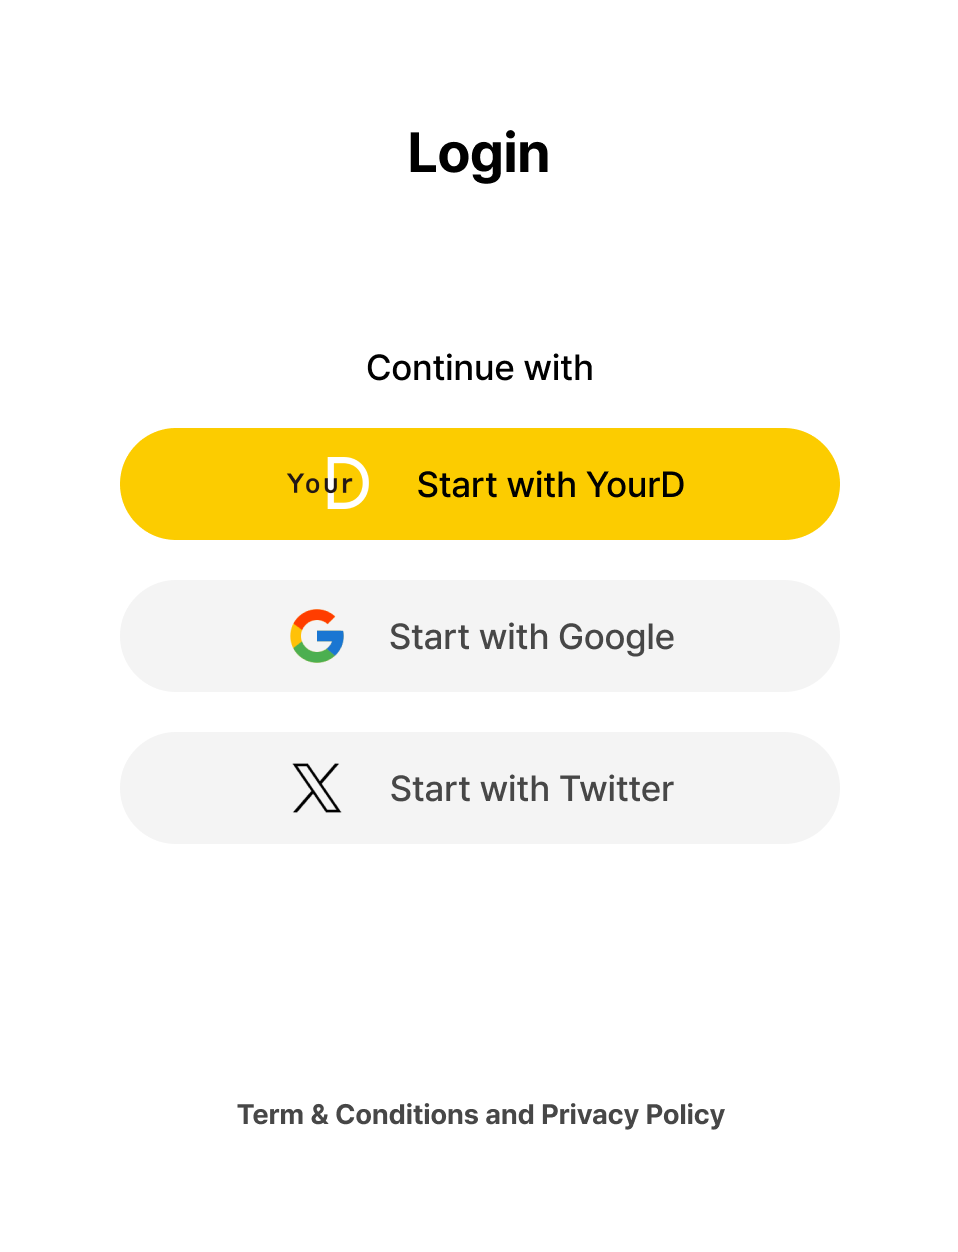 Login
Continue with
YourD Start with YourD
Start with Google
Start with Twitter
Term & Conditions and Privacy Policy